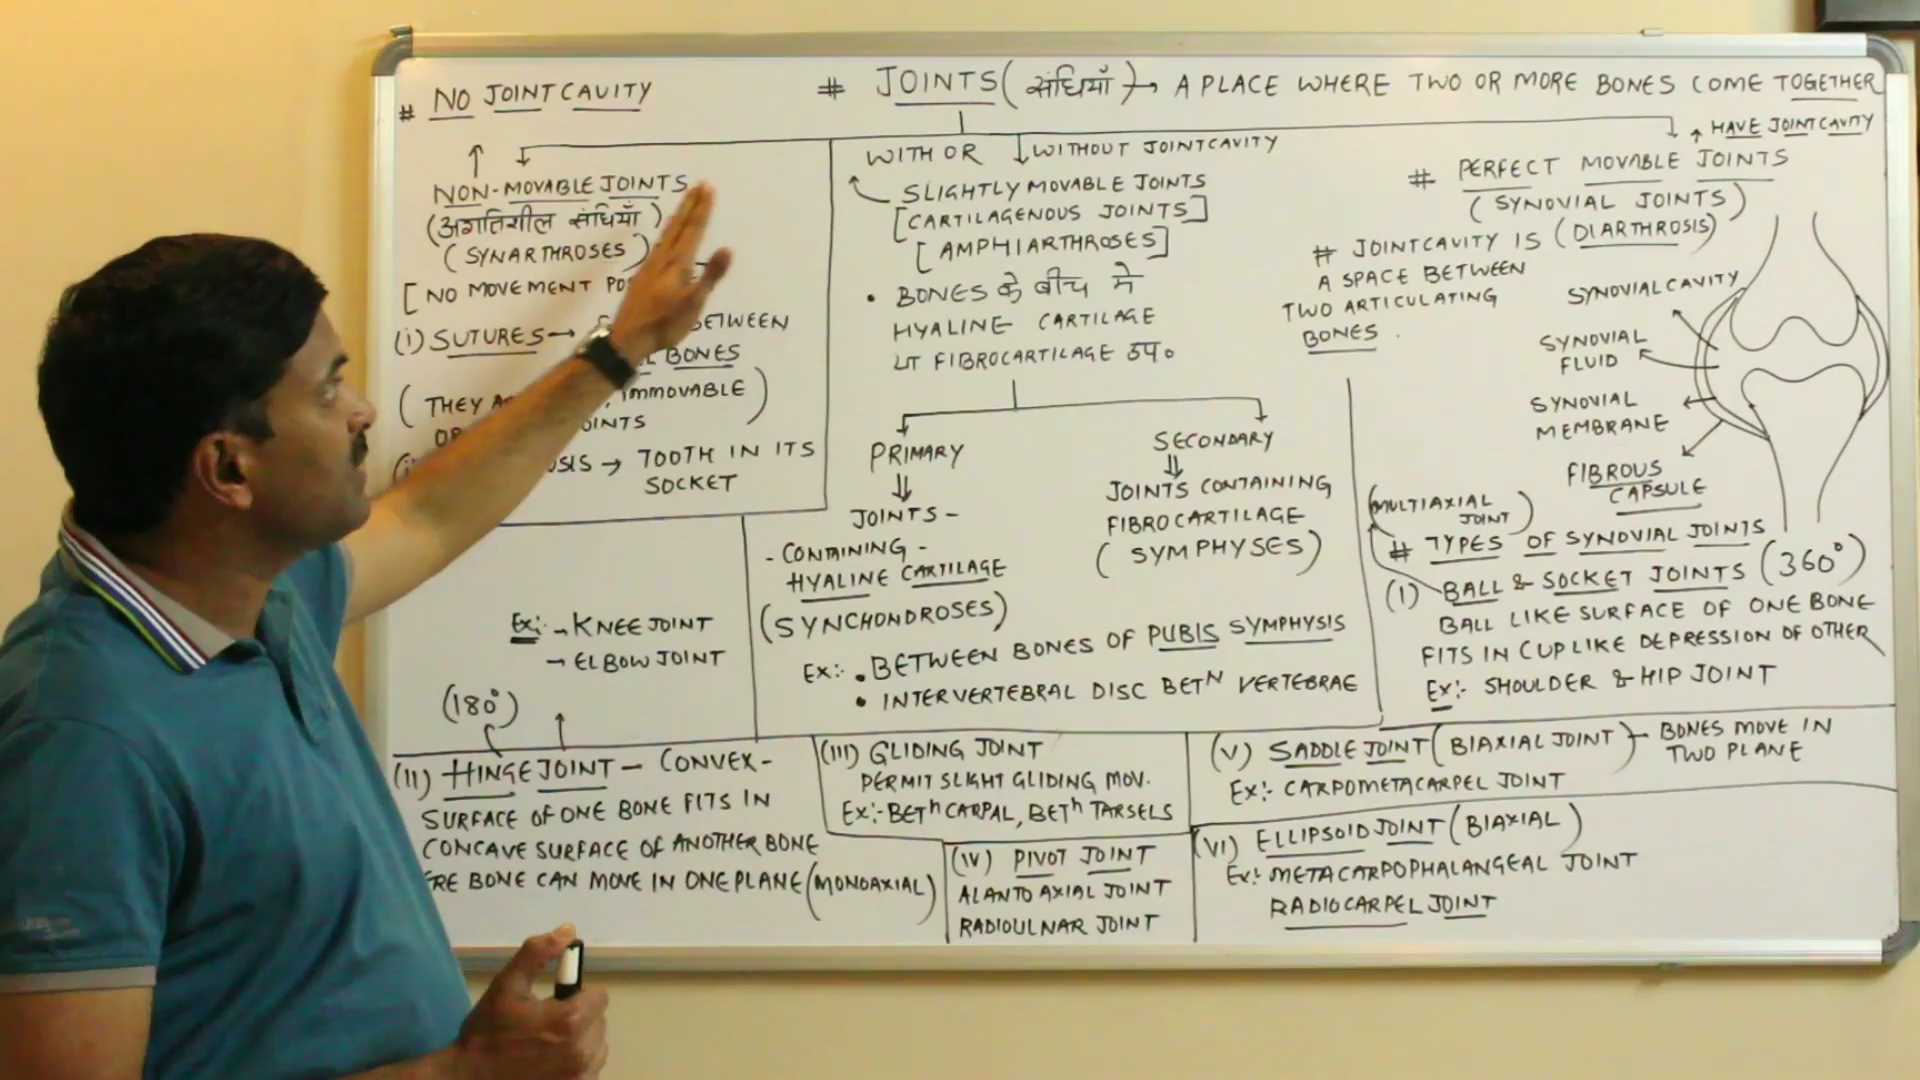 # JOINTS (संधियाँ) → A PLACE WHERE TWO OR MORE BONES COME TOGETHER
# NO JOINT CAVITY
NON-MOVABLE JOINTS
(अगतिशील संधियाँ)
(SYNARTHROSES)
[NO MOVEMENT
(i) SUTURES → BETWEEN
BONES
(THEY IMMOVABLE)
→ TOOTH IN ITS
SOCKET
WITH OR WITHOUT JOINTCAVITY
SLIGHTLY MOVABLE JOINTS
[CARTILAGENOUS JOINTS]
[AMPHIARTHROSES]
• BONES के बीच मे
HYALINE CARTILAGE
या FIBROCARTILAGE उप०
PRIMARY
JOINTS -
- CONTAINING -
HYALINE CARTILAGE
(SYNCHONDROSES)
SECONDARY
JOINTS CONTAINING
FIBROCARTILAGE
(SYMPHYSES)
EX:- • BETWEEN BONES OF PUBIS SYMPHYSIS
• INTERVERTEBRAL DISC BETN VERTEBRAE
HAVE JOINTCAVITY
# PERFECT MOVABLE JOINTS
(SYNOVIAL JOINTS)
(DIARTHROSIS)
# JOINTCAVITY IS
A SPACE BETWEEN
TWO ARTICULATING
BONES.
SYNOVIAL CAVITY
SYNOVIAL
FLUID
SYNOVIAL
MEMBRANE
FIBROUS
CAPSULE
(MULTIAXIAL
JOINT)
# TYPES OF SYNOVIAL JOINTS
(I) BALL & SOCKET JOINTS (360°)
BALL LIKE SURFACE OF ONE BONE
FITS IN CUP LIKE DEPRESSION OF OTHER
Ex:- SHOULDER & HIP JOINT
Ex:- → KNEE JOINT
→ ELBOW JOINT
(180°)
(II) HINGE JOINT - CONVEX -
SURFACE OF ONE BONE FITS IN
CONCAVE SURFACE OF ANOTHER BONE
BONE CAN MOVE IN ONE PLANE (MONOAXIAL)
(III) GLIDING JOINT
PERMIT SLIGHT GLIDING MOV.
Ex:- BETh CARPAL, BETh TARSELS
(IV) PIVOT JOINT
ALANTO AXIAL JOINT
RADIOULNAR JOINT
(V) SADDLE JOINT (BIAXIAL JOINT) - BONES MOVE IN
TWO PLANE
Ex:- CARPOMETACARPEL JOINT
(VI) ELLIPSOID JOINT (BIAXIAL)
Ex:- METACARPOPHALANGEAL JOINT
RADIOCARPEL JOINT